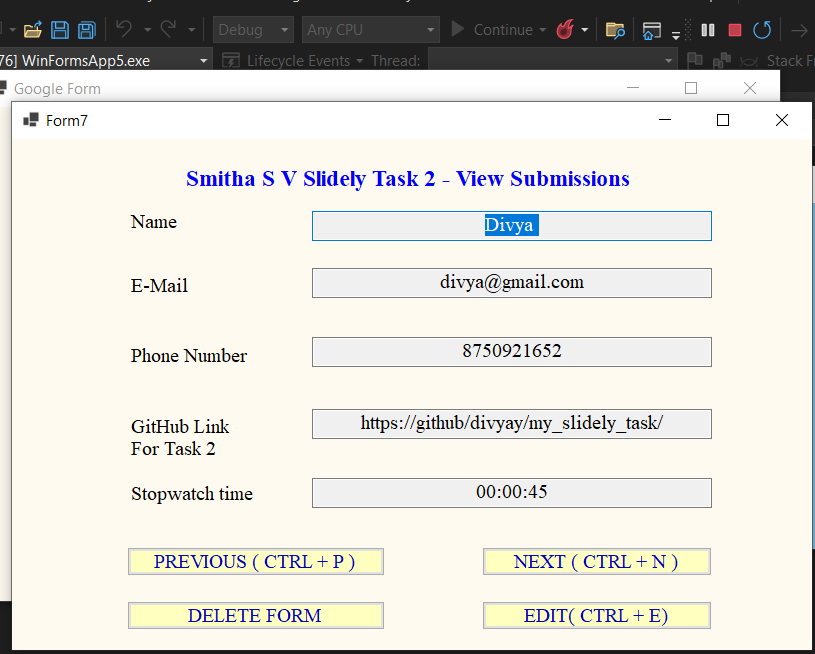 Debug Any CPU Continue
76] WinFormsApp5.exe Lifecycle Events Thread: Stack Fr
Google Form
Form7
Smitha S V Slidely Task 2 - View Submissions
Name Divya
E-Mail divya@gmail.com
Phone Number 8750921652
GitHub Link https://github/divyay/my_slidely_task/
For Task 2
Stopwatch time 00:00:45
PREVIOUS ( CTRL + P ) NEXT ( CTRL + N )
DELETE FORM EDIT( CTRL + E)